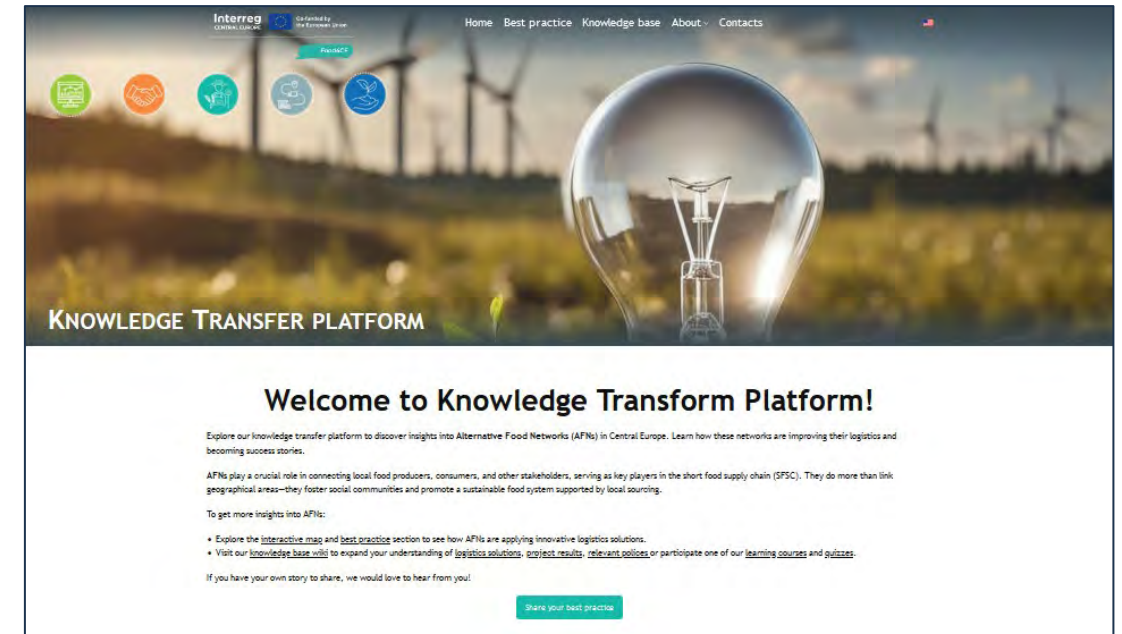 Interreg
CENTRAL EUROPE
Co-funded by
the European Union
Home Best practice Knowledge base About Contacts
Food4CE
KNOWLEDGE TRANSFER PLATFORM
Welcome to Knowledge Transform Platform!
Explore our knowledge transfer platform to discover insights into Alternative Food Networks (AFNs) in Central Europe. Learn how these networks are improving their logistics and
becoming success stories.
AFNs play a crucial role in connecting local food producers, consumers, and other stakeholders, serving as key players in the short food supply chain (SFSC). They do more than link
geographical areas—they foster social communities and promote a sustainable food system supported by local sourcing.
To get more insights into AFNs:
• Explore the interactive map and best practice section to see how AFNs are applying innovative logistics solutions.
• Visit our knowledge base wiki to expand your understanding of logistics solutions, project results, relevant polices or participate one of our learning courses and quizzes.
If you have your own story to share, we would love to hear from you!
Share your best practice